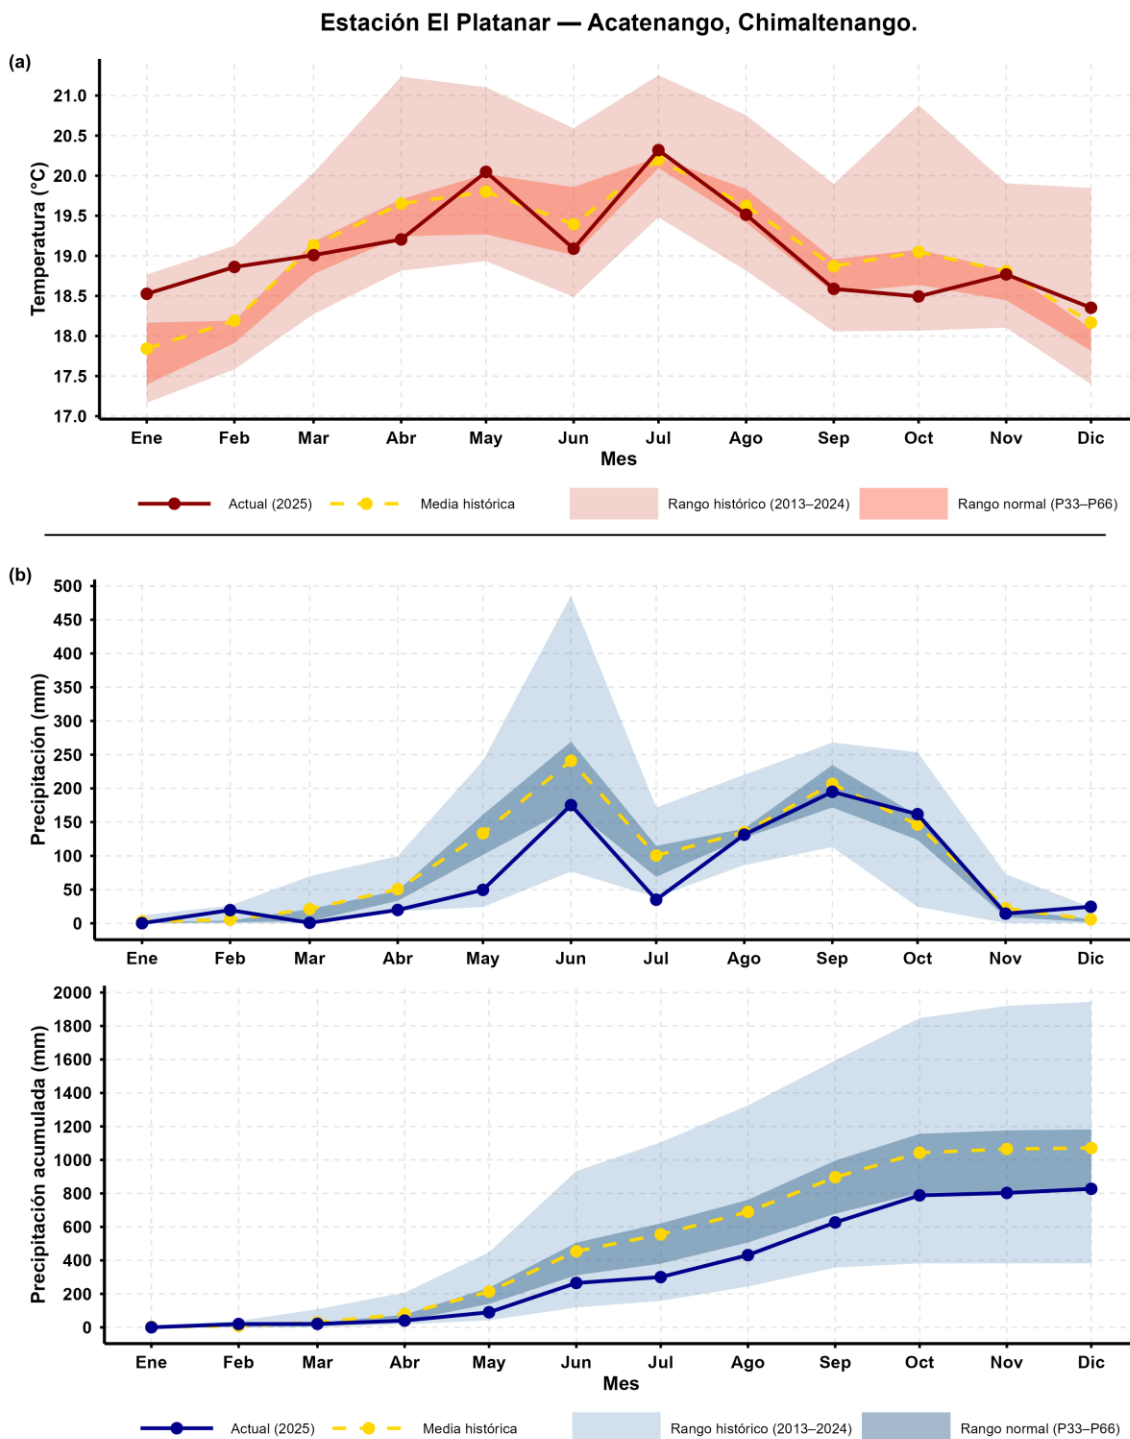 Estación El Platanar — Acatenango, Chimaltenango.
(a)
Temperatura (°C)
21.0
20.5
20.0
19.5
19.0
18.5
18.0
17.5
17.0
Ene Feb Mar Abr May Jun Jul Ago Sep Oct Nov Dic
Mes
Actual (2025) Media histórica Rango histórico (2013–2024) Rango normal (P33–P66)
(b)
Precipitación (mm)
500
450
400
350
300
250
200
150
100
50
0
Ene Feb Mar Abr May Jun Jul Ago Sep Oct Nov Dic
Precipitación acumulada (mm)
2000
1800
1600
1400
1200
1000
800
600
400
200
0
Ene Feb Mar Abr May Jun Jul Ago Sep Oct Nov Dic
Mes
Actual (2025) Media histórica Rango histórico (2013–2024) Rango normal (P33–P66)